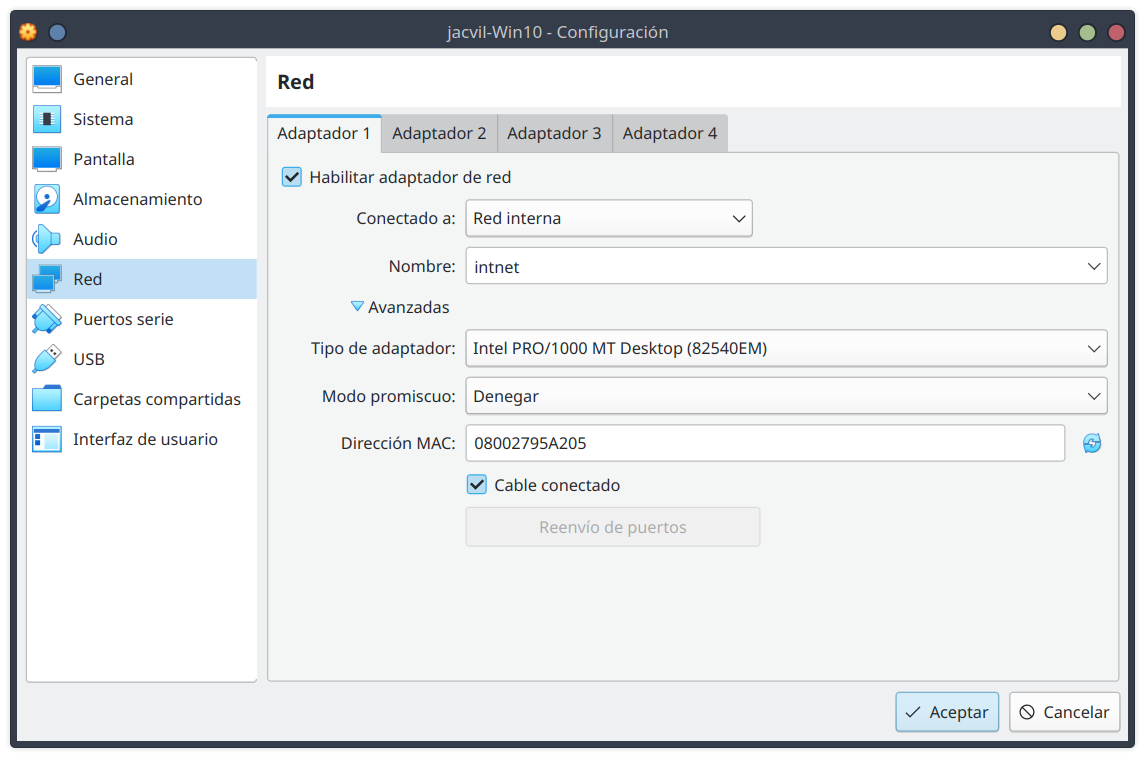 jacvil-Win10 - Configuración
General
Sistema
Pantalla
Almacenamiento
Audio
Red
Puertos serie
USB
Carpetas compartidas
Interfaz de usuario
Red
Adaptador 1 Adaptador 2 Adaptador 3 Adaptador 4
Habilitar adaptador de red
Conectado a: Red interna
Nombre: intnet
Avanzadas
Tipo de adaptador: Intel PRO/1000 MT Desktop (82540EM)
Modo promiscuo: Denegar
Dirección MAC: 08002795A205
Cable conectado
Reenvío de puertos
Aceptar Cancelar